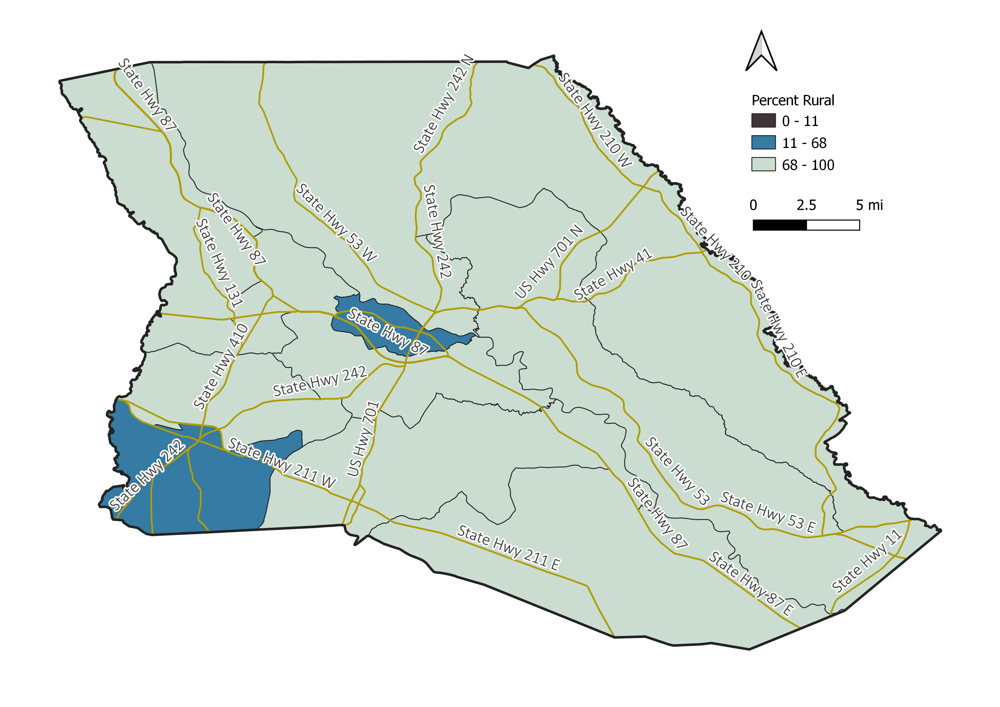 State Hwy 87
State Hwy 242 N
State Hwy 210 W
Percent Rural
0 - 11
11 - 68
68 - 100
0 2.5 5 mi
State Hwy 87
State Hwy 53 W
State Hwy 242
State Hwy 131
US Hwy 701 N
State Hwy 41
State Hwy 210
State Hwy 210 E
State Hwy 87
State Hwy 410
State Hwy 242
US Hwy 701
State Hwy 242
State Hwy 211 W
State Hwy 53
State Hwy 53 E
State Hwy 87
State Hwy 211 E
State Hwy 11
State Hwy 87 E